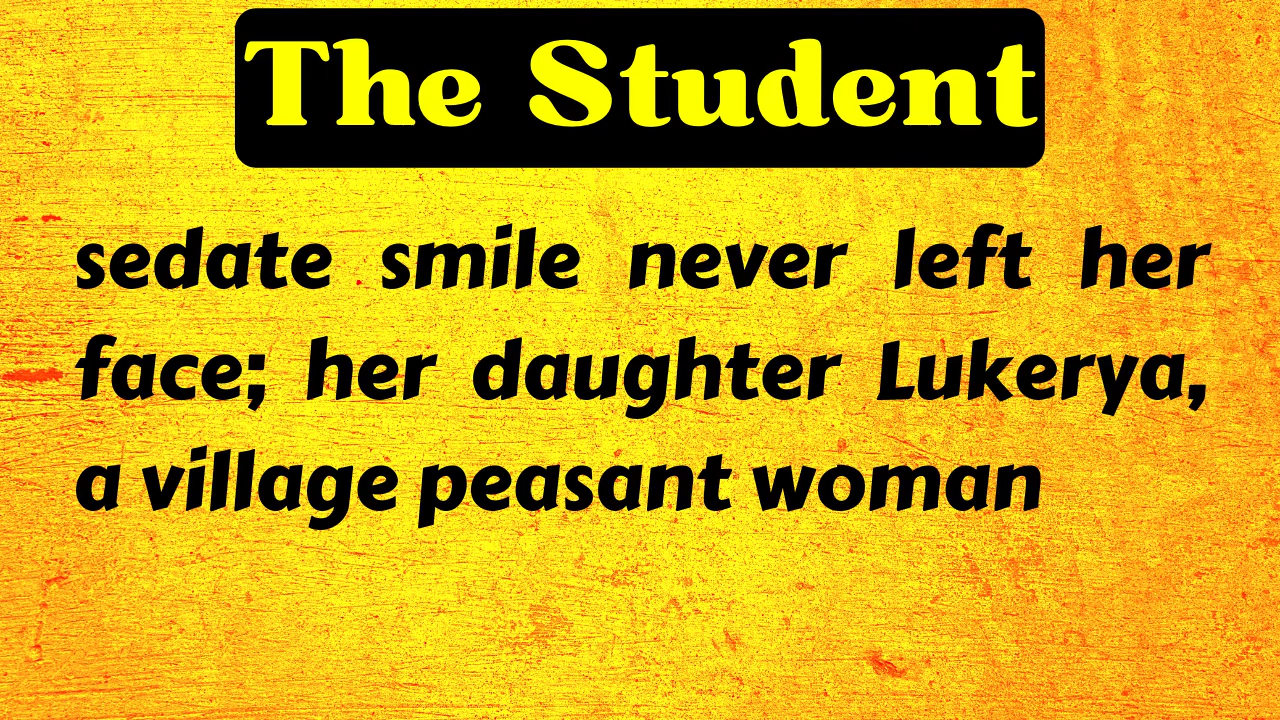 The Student
sedate smile never left her
face; her daughter Lukerya,
a village peasant woman